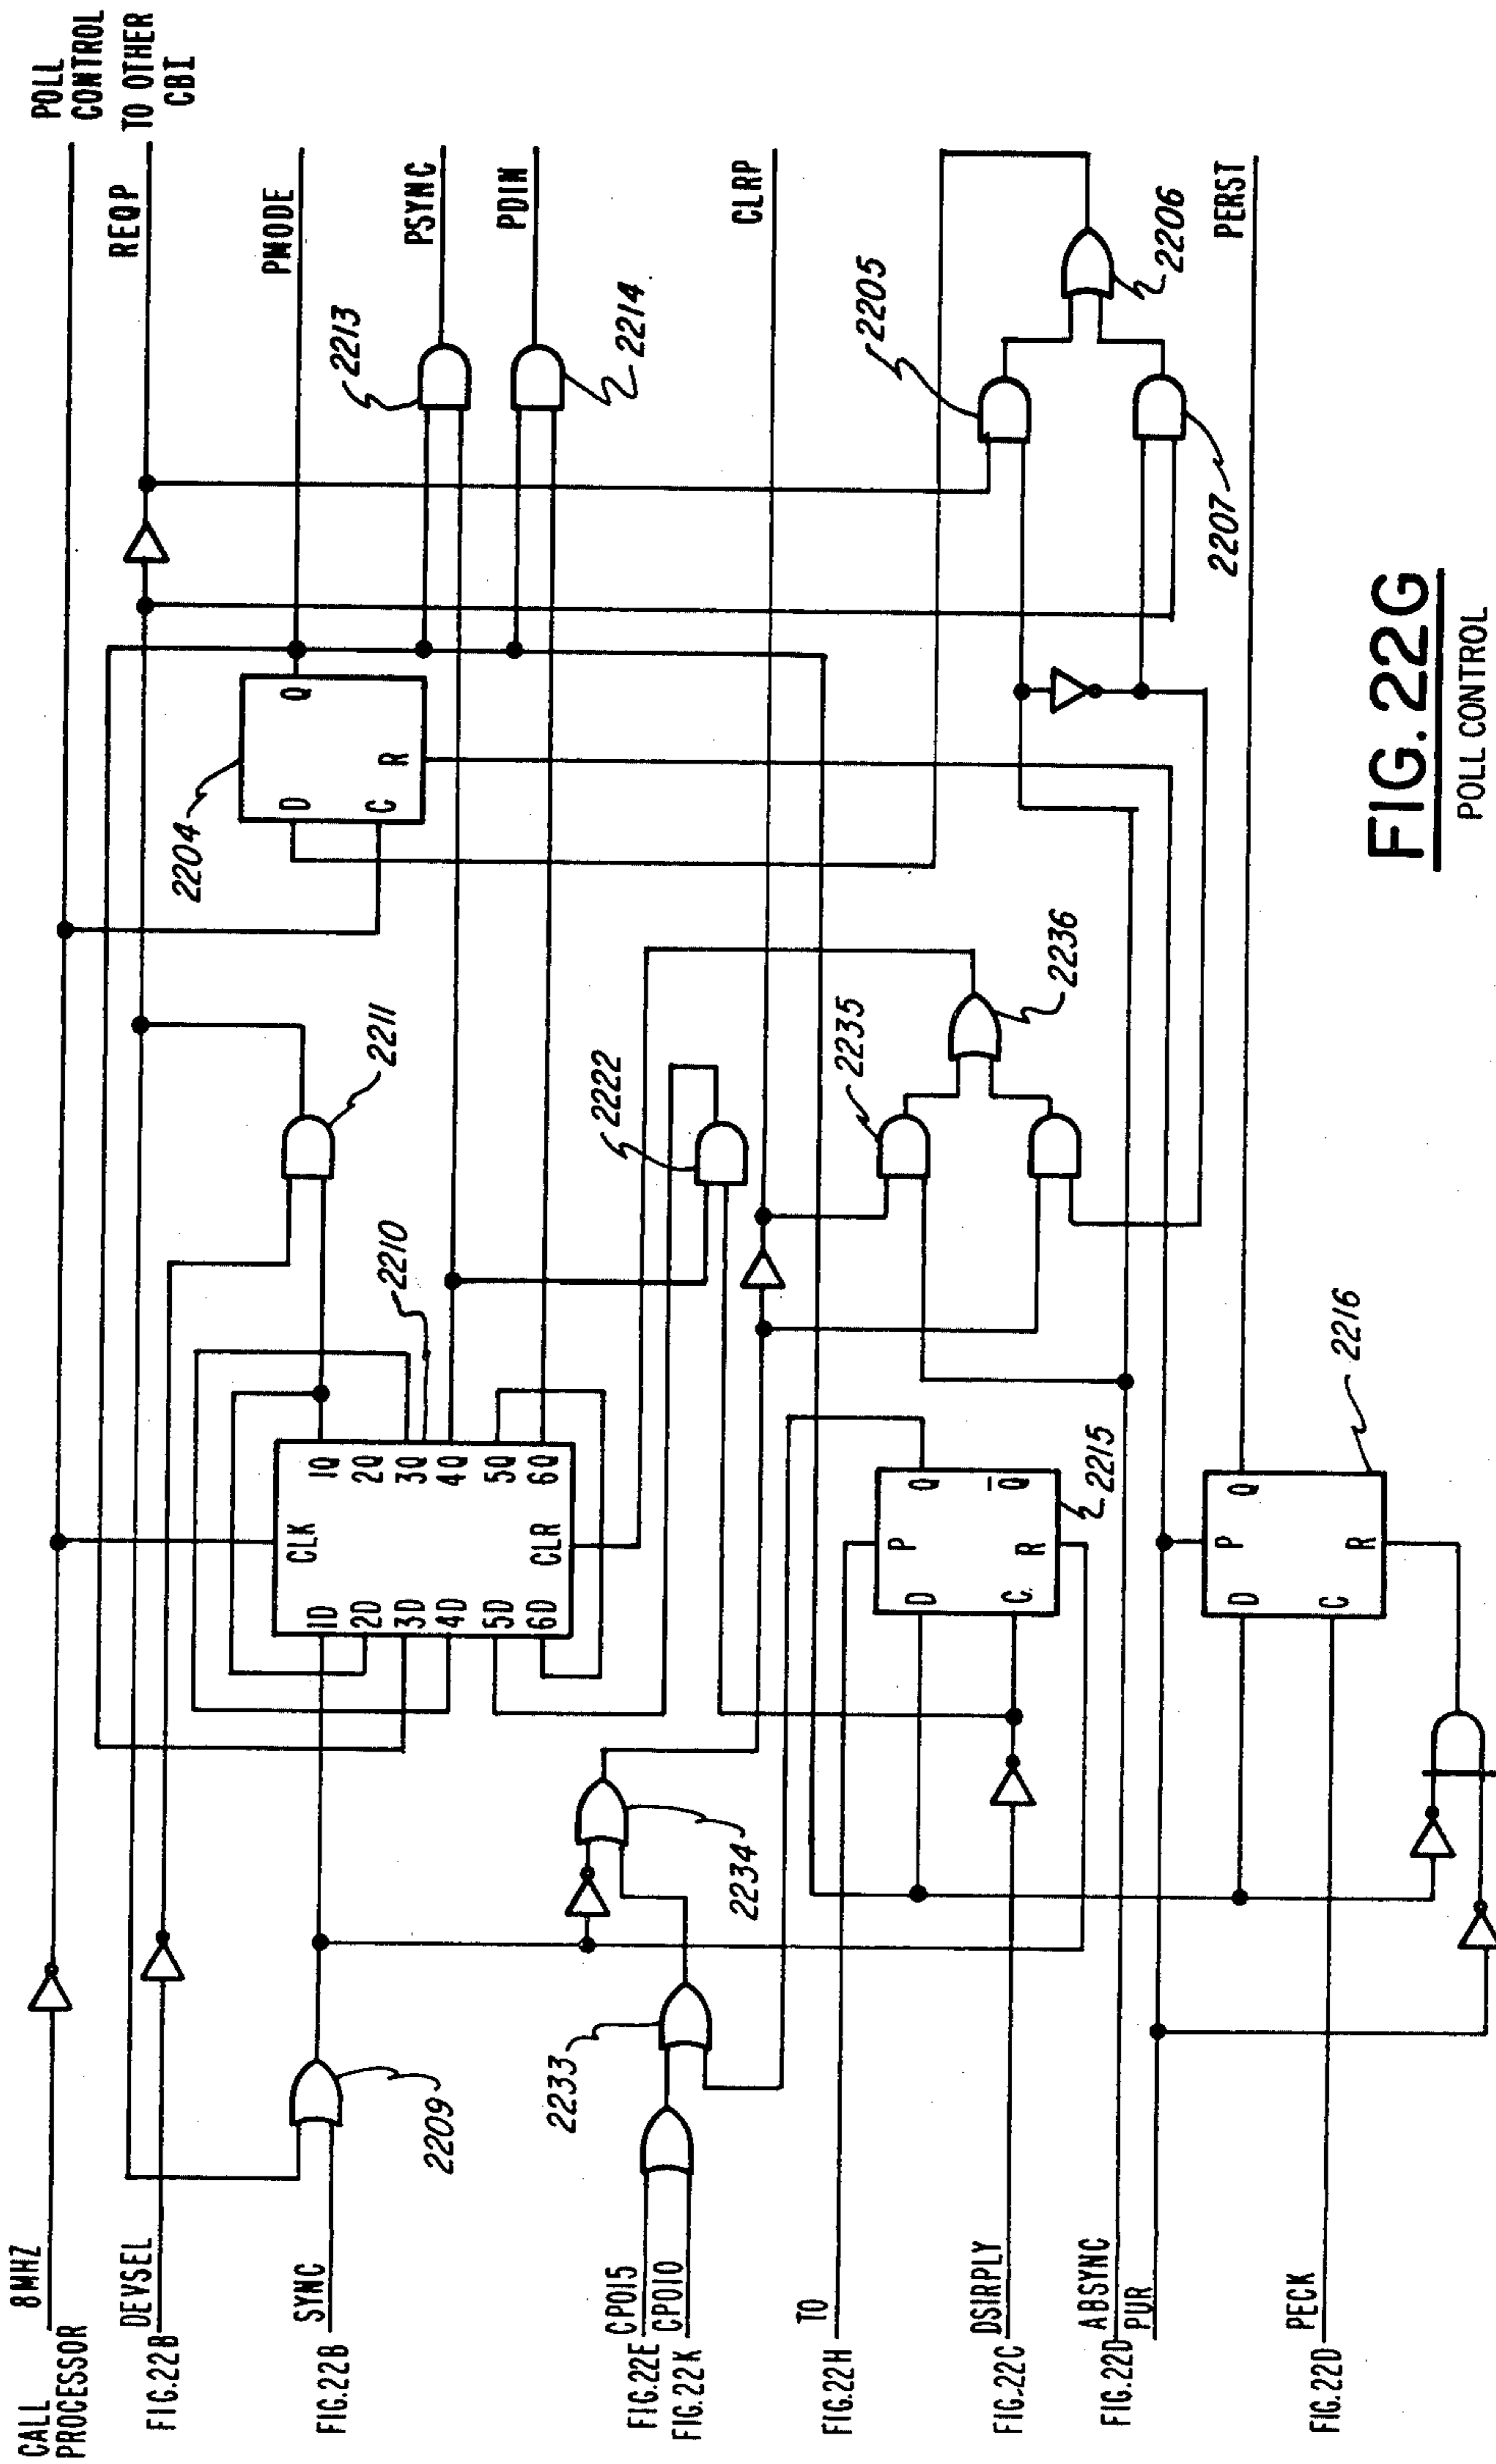 CALL
PROCESSOR
8MHZ
POLL
CONTROL
DEVSEL
FIG.22B
REQP
TO OTHER
CBI
SYNC
FIG.22B
2209
1D
2D
3D
4D
5D
6D
CLK
CLR
1Q
2Q
3Q
4Q
5Q
6Q
2210
2211
2204
D
C
Q
R
PMODE
2213
PSYNC
2214
PDIN
CP015
FIG.22E
CP010
FIG.22K
2233
2234
2222
CLRP
TO
FIG.22H
D
C
P
R
Q
Q̅
2215
2235
2236
2205
2206
2207
DSIRPLY
FIG.22C
ABSYNC
FIG.22D
PUR
PECK
FIG.22D
D
C
P
R
Q
2216
PERST
FIG.22G
POLL CONTROL